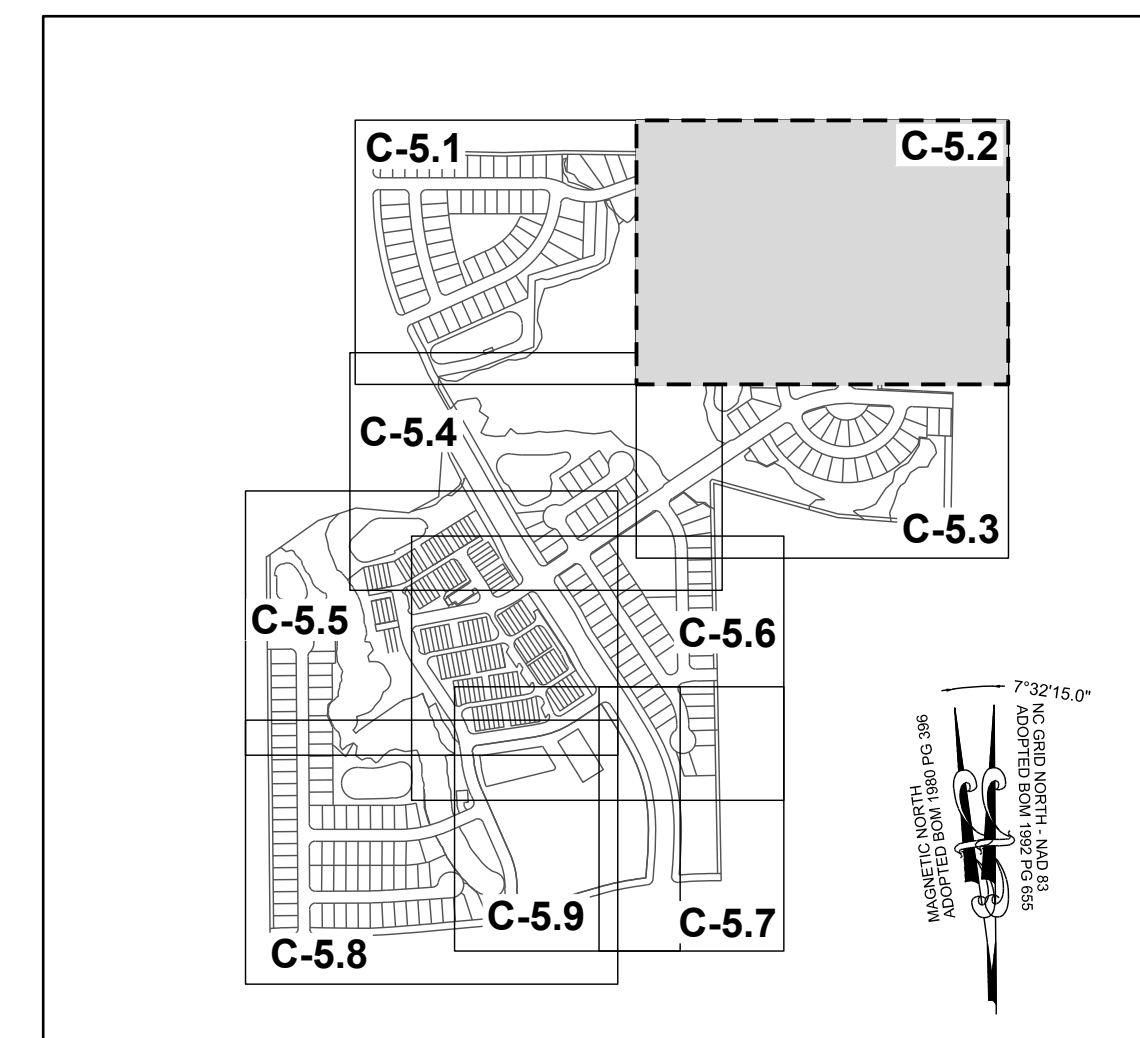 C-5.1
C-5.2
C-5.4
C-5.3
C-5.5
C-5.6
C-5.9
C-5.7
C-5.8
7°32'15.0"
NC GRID NORTH - NAD 83
ADOPTED BOM 1992 PG 655
MAGNETIC NORTH
ADOPTED BOM 1980 PG 396